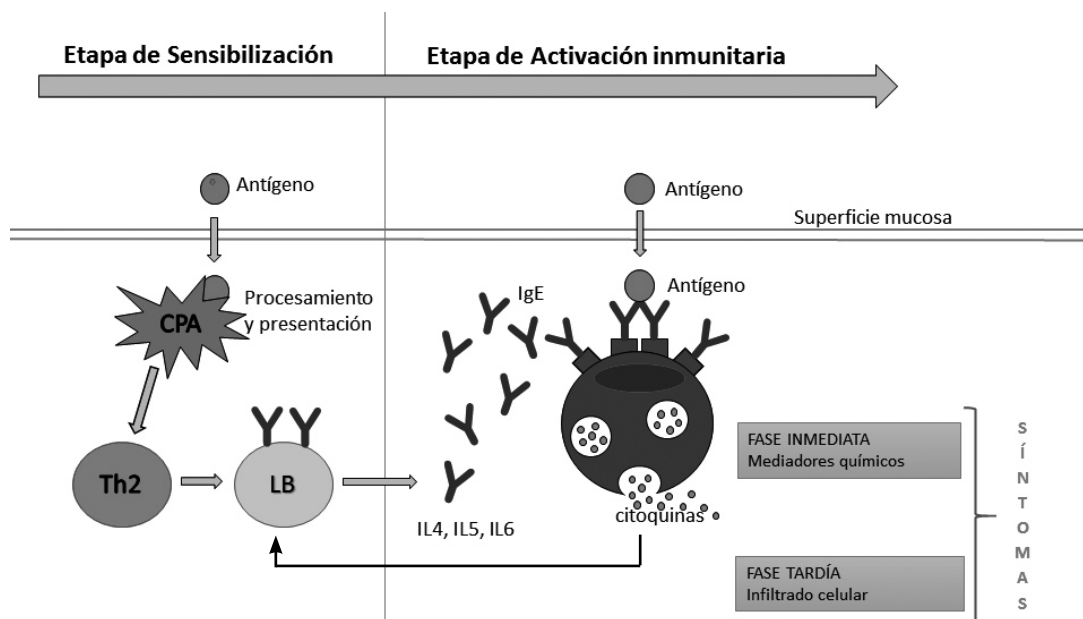 Etapa de Sensibilización
Etapa de Activación inmunitaria
Antígeno
Antígeno
Superficie mucosa
CPA
Procesamiento
y presentación
IgE
Antígeno
Th2
LB
IL4, IL5, IL6
citoquinas
FASE INMEDIATA
Mediadores químicos
FASE TARDÍA
Infiltrado celular
SÍNTOMAS